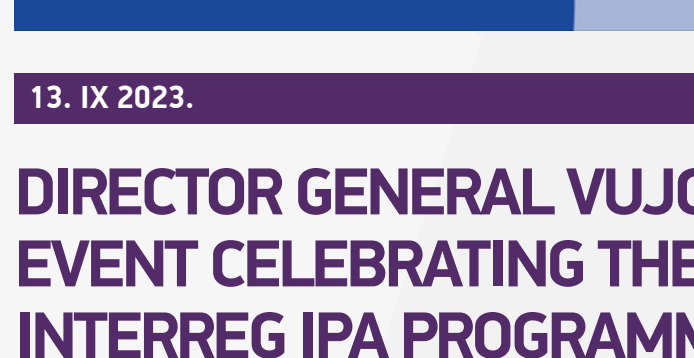 13. IX 2023.
DIRECTOR GENERAL
EVENT CELEBRATING THE
INTERREG IPA